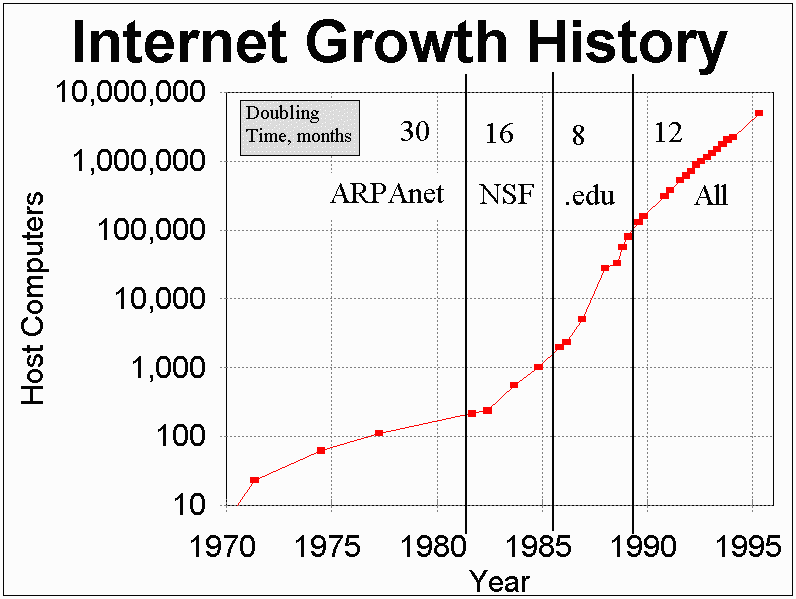 Internet Growth History
10,000,000
1,000,000
100,000
10,000
1,000
100
10
Host Computers
Doubling
Time, months
30 16 8 12
ARPAnet NSF .edu All
1970 1975 1980 1985 1990 1995
Year